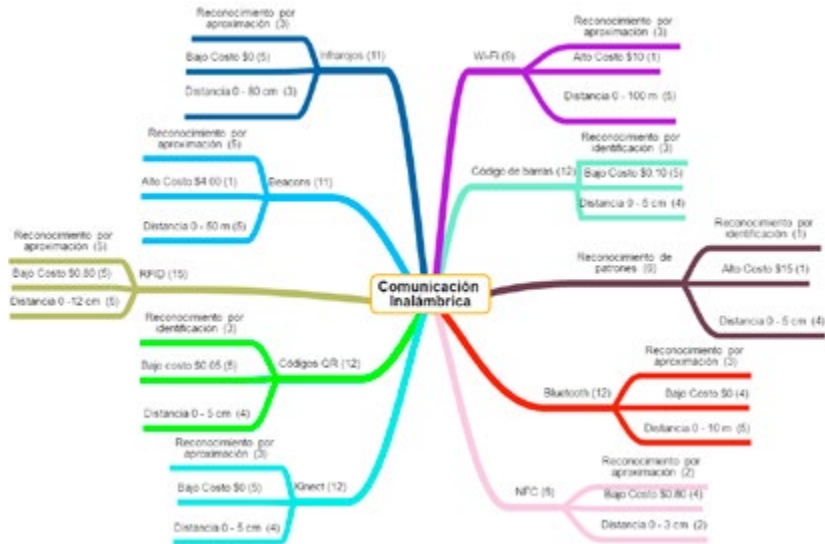 Comunicación
Inalámbrica
Reconocimiento por
aproximación (3)
Infrarojos (11)
Bajo Costo $0 (5)
Distancia 0 - 80 cm (3)
Reconocimiento por
aproximación (5)
Beacons (11)
Alto Costo $4.00 (1)
Distancia 0 - 50 m (5)
Reconocimiento por
aproximación (5)
RFID (15)
Bajo Costo $0.80 (5)
Distancia 0 -12 cm (5)
Reconocimiento por
identificación (3)
Códigos QR (12)
Bajo costo $0.05 (5)
Distancia 0 - 5 cm (4)
Reconocimiento por
aproximación (3)
Kinect (12)
Bajo Costo $0 (5)
Distancia 0 - 5 cm (4)
Reconocimiento por
aproximación (3)
Wi-Fi (9)
Alto Costo $10 (1)
Distancia 0 - 100 m (5)
Reconocimiento por
identificación (3)
Código de barras (12)
Bajo Costo $0.10 (5)
Distancia 0 - 5 cm (4)
Reconocimiento por
identificación (1)
Reconocimiento de
patrones (6)
Alto Costo $15 (1)
Distancia 0 - 5 cm (4)
Reconocimiento por
aproximación (3)
Bluetooth (12)
Bajo Costo $0 (4)
Distancia 0 - 10 m (5)
Reconocimiento por
aproximación (2)
NFC (8)
Bajo Costo $0.80 (4)
Distancia 0 - 3 cm (2)